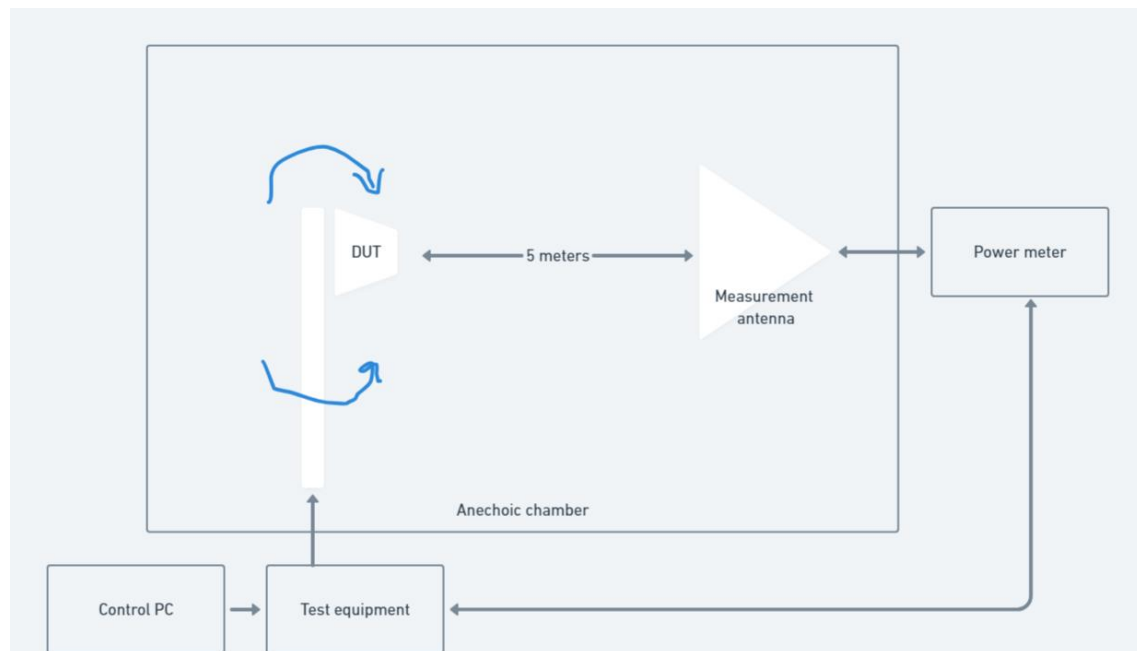 DUT
5 meters
Power meter
Measurement
antenna
Anechoic chamber
Control PC
Test equipment